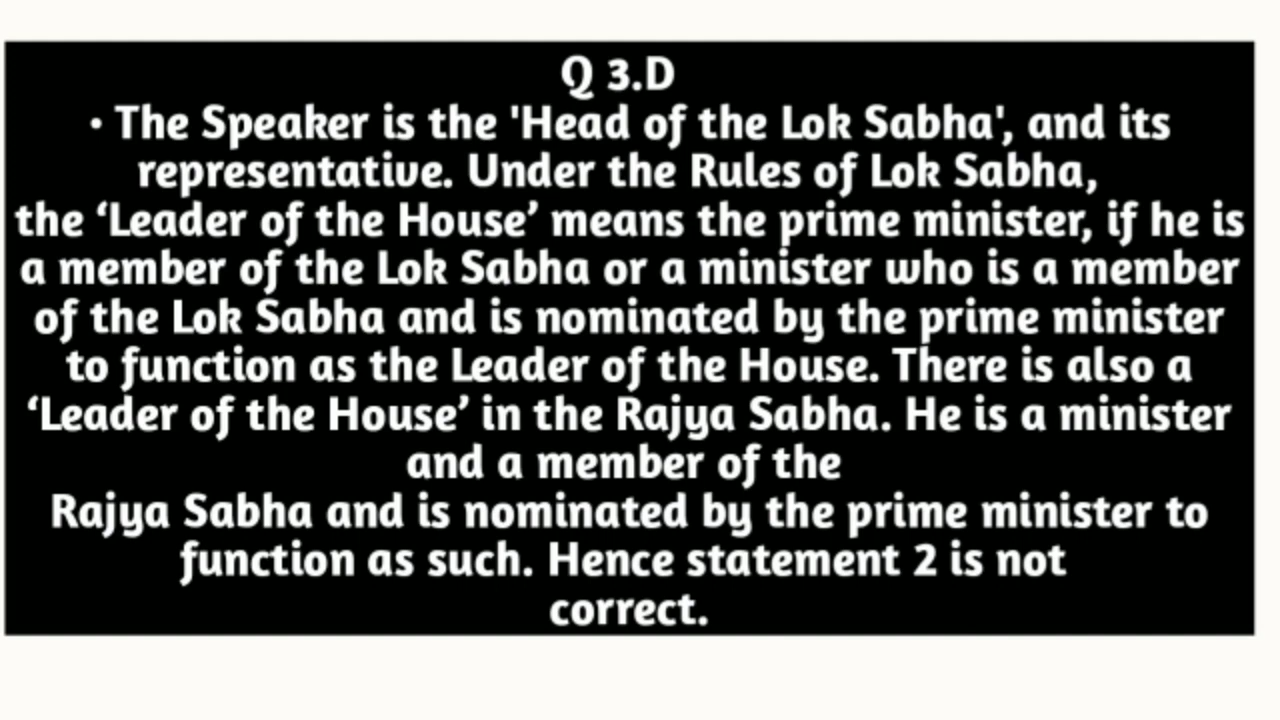 Q 3.D
• The Speaker is the 'Head of the Lok Sabha', and its
representative. Under the Rules of Lok Sabha,
the ‘Leader of the House’ means the prime minister, if he is
a member of the Lok Sabha or a minister who is a member
of the Lok Sabha and is nominated by the prime minister
to function as the Leader of the House. There is also a
‘Leader of the House’ in the Rajya Sabha. He is a minister
and a member of the
Rajya Sabha and is nominated by the prime minister to
function as such. Hence statement 2 is not
correct.